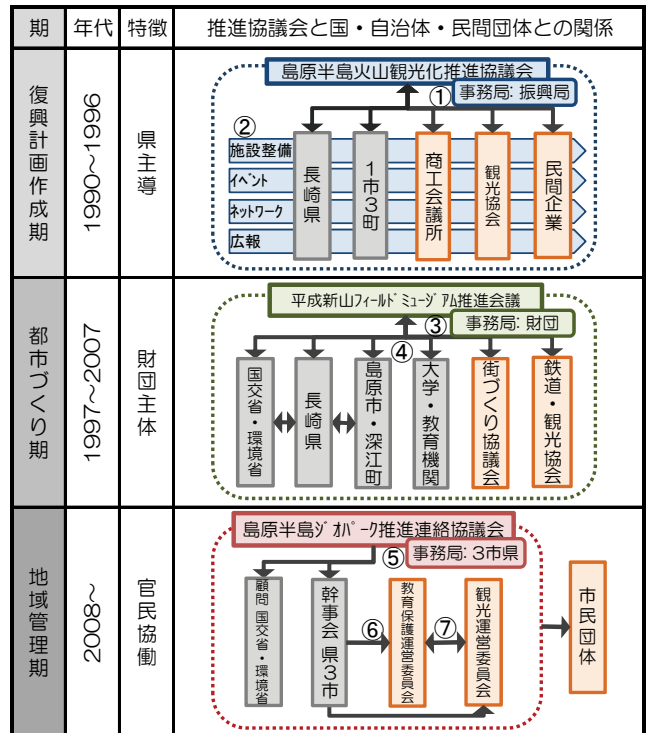 期 年代 特徴 推進協議会と国・自治体・民間団体との関係
復興計画作成期
1990～1996
県主導
島原半島火山観光化推進協議会
① 事務局: 振興局
②
施設整備
イベント
ネットワーク
広報
長崎県
1市3町
商工会議所
観光協会
民間企業
都市づくり期
1997～2007
財団主体
平成新山フィールドミュージアム推進会議
③ 事務局: 財団
④
国交省・環境省
長崎県
島原市・深江町
大学・教育機関
街づくり協議会
鉄道・観光協会
地域管理期
2008～
官民協働
島原半島ジオパーク推進連絡協議会
⑤ 事務局: 3市県
顧問 国交省・環境省
幹事会 県3市
⑥
教育保護運営委員会
⑦
観光運営委員会
市民団体